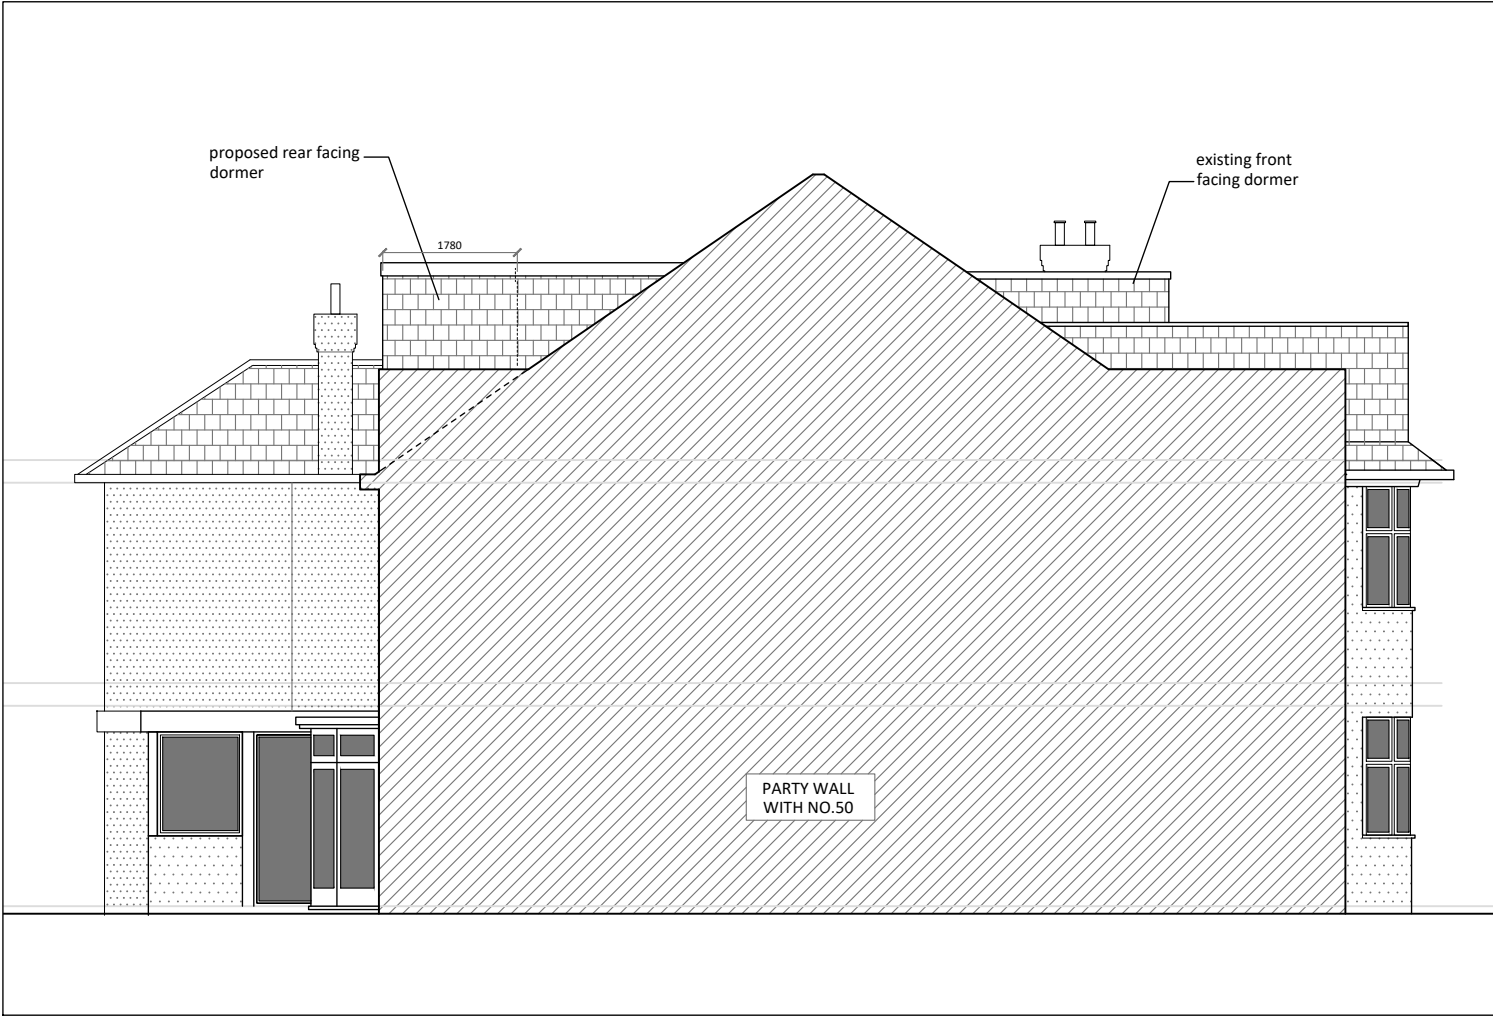 proposed rear facing
dormer
existing front
facing dormer
1780
PARTY WALL
WITH NO.50